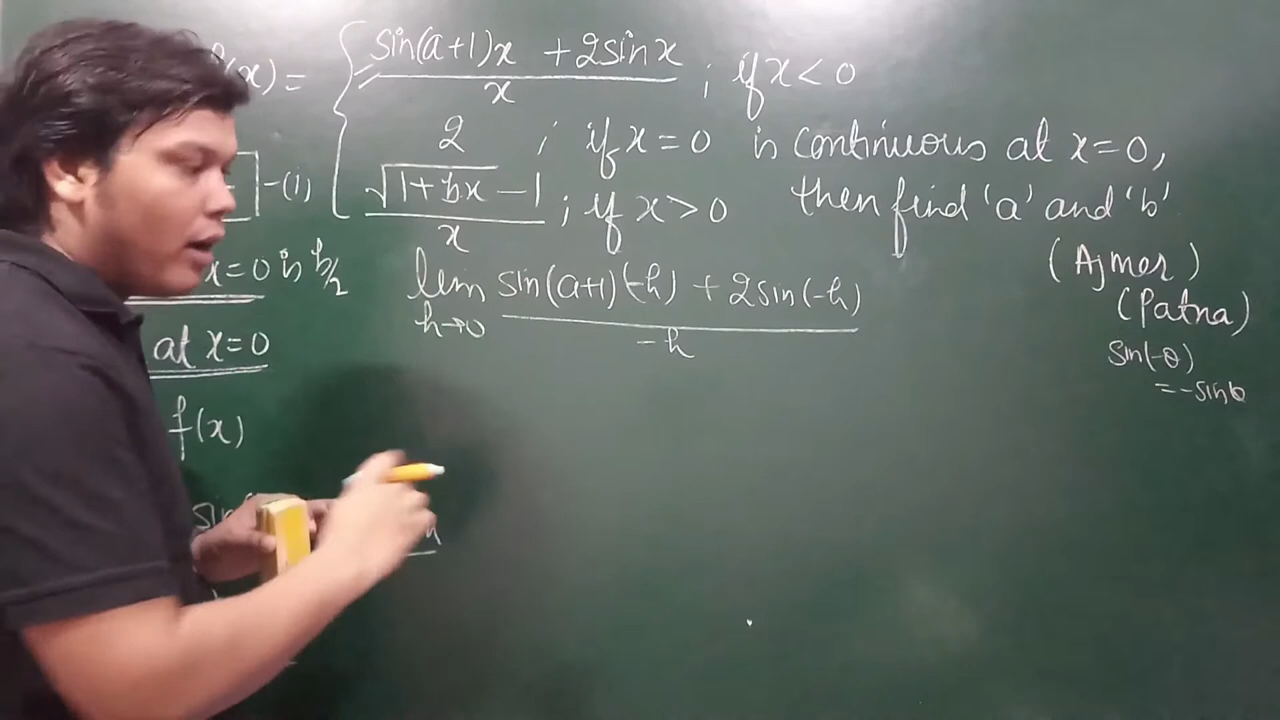 f(x) = { sin(a+1)x + 2sinx / x ; if x < 0
2 ; if x = 0 is continuous at x=0,
-(1) √1+bx - 1 / x ; if x > 0 then find 'a' and 'b'
x=0 is b/2
lim h→0 sin(a+1)(-h) + 2sin(-h) / -h
(Ajmer)
(Patna)
at x=0
sin(-θ)
= -sinθ
f(x)
sin